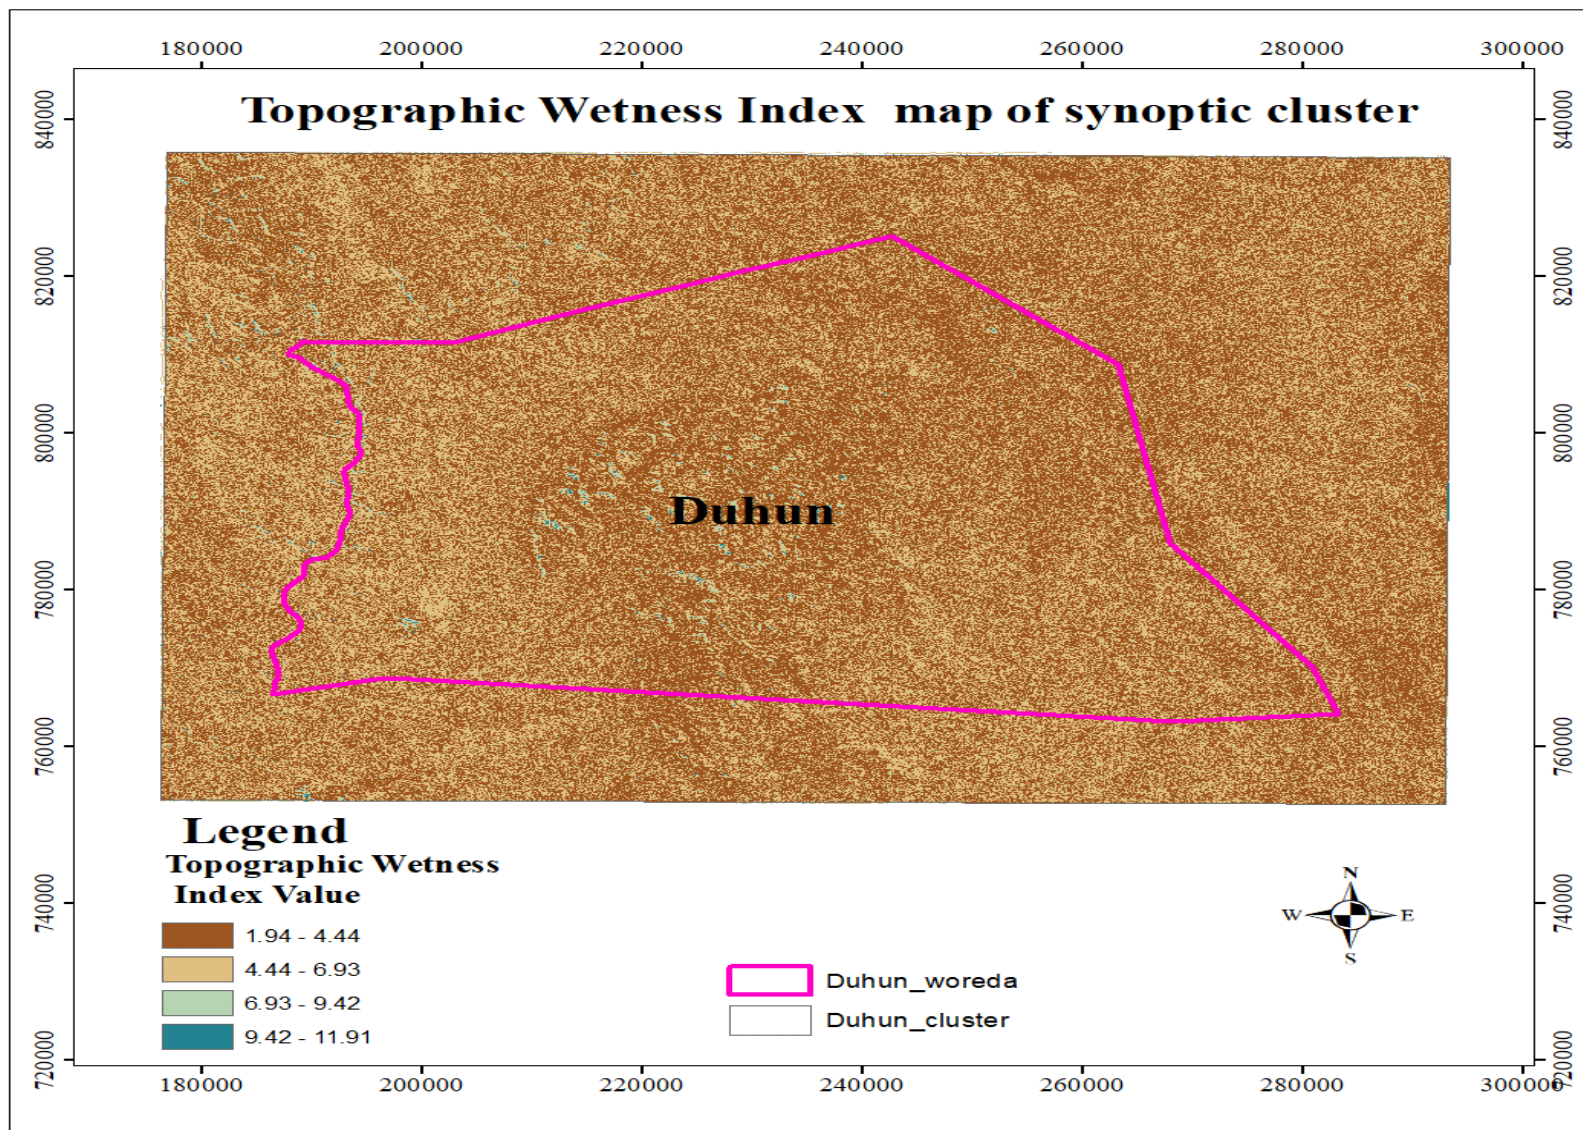 180000 200000 220000 240000 260000 280000 300000
Topographic Wetness Index map of synoptic cluster
840000 840000
820000 820000
800000 800000
Duhun
780000 780000
760000 760000
Legend
Topographic Wetness
Index Value
740000 740000
N
W E
S
1.94 - 4.44
4.44 - 6.93
6.93 - 9.42
9.42 - 11.91
Duhun_woreda
Duhun_cluster
720000 720000
180000 200000 220000 240000 260000 280000 300000